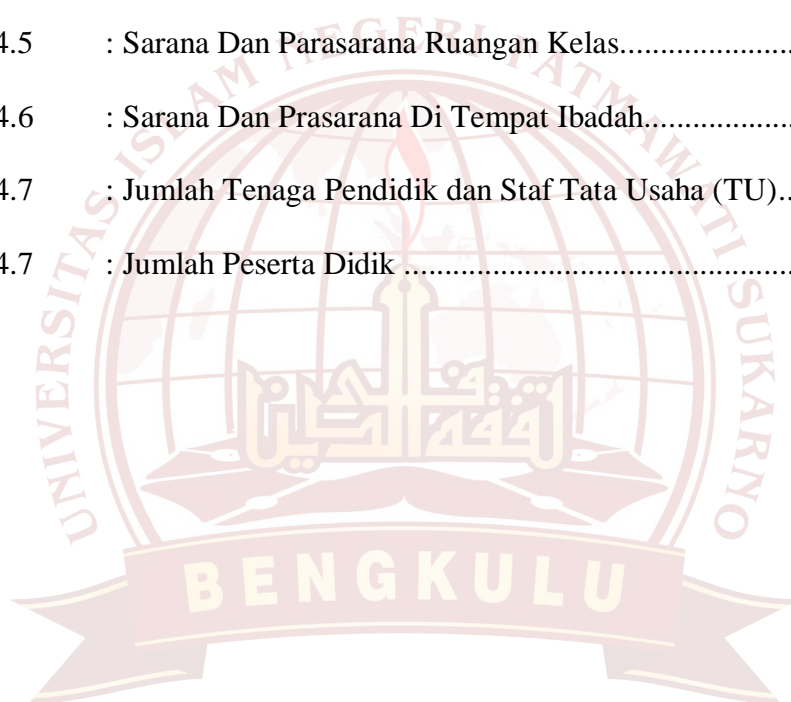 4.5 : Sarana Dan Parasarana Ruangan Kelas......................
4.6 : Sarana Dan Prasarana Di Tempat Ibadah...................
4.7 : Jumlah Tenaga Pendidik dan Staf Tata Usaha (TU)..
4.7 : Jumlah Peserta Didik .............................................
UNIVERSITAS ISLAM NEGERI FATMAWATI SUKARNO
BENGKULU